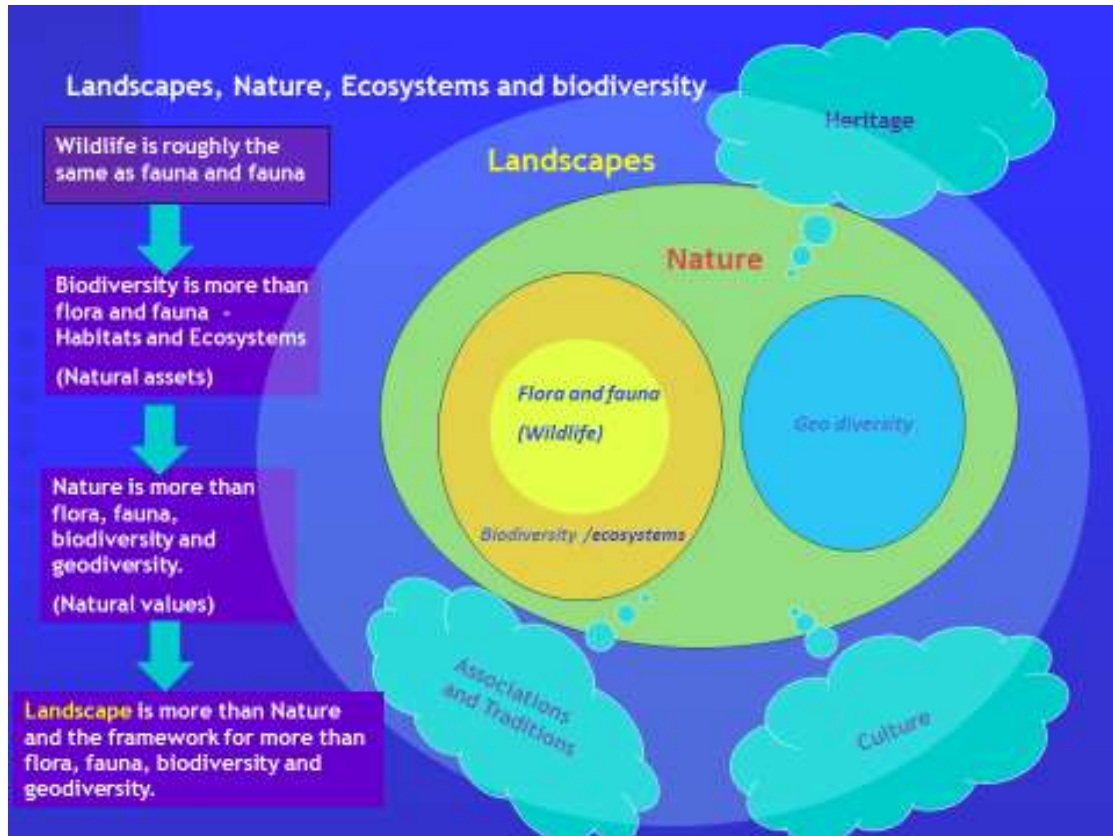 Landscapes, Nature, Ecosystems and biodiversity
Wildlife is roughly the
same as fauna and fauna
Biodiversity is more than
flora and fauna -
Habitats and Ecosystems
(Natural assets)
Nature is more than
flora, fauna,
biodiversity and
geodiversity.
(Natural values)
Landscape is more than Nature
and the framework for more than
flora, fauna, biodiversity and
geodiversity.
Heritage
Landscapes
Nature
Flora and fauna
(Wildlife)
Biodiversity /ecosystems
Geo diversity
Associations
and Traditions
Culture